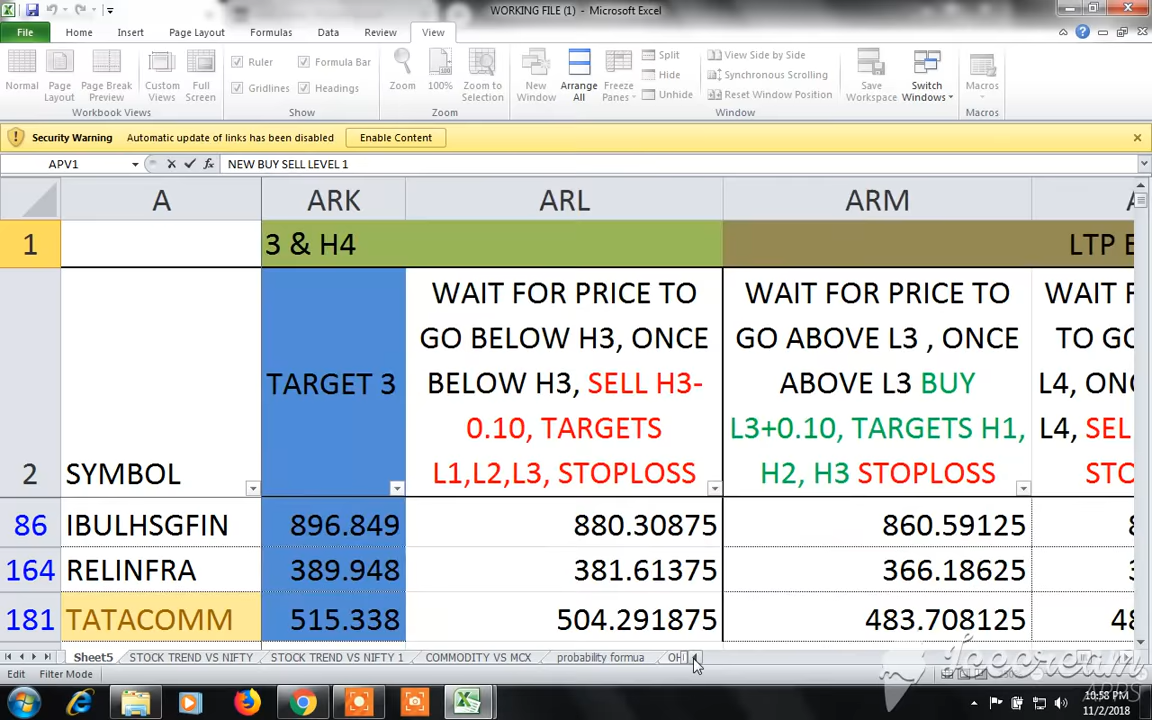 WORKING FILE (1) - Microsoft Excel
File Home Insert Page Layout Formulas Data Review View
Normal Page Layout Page Break Preview Custom Views Full Screen
Workbook Views
Ruler Formula Bar
Gridlines Headings
Show
Zoom 100% Zoom to Selection
Zoom
New Window Arrange All Freeze Panes
Split
Hide
Unhide
View Side by Side
Synchronous Scrolling
Reset Window Position
Window
Save Workspace Switch Windows
Macros
Macros
Security Warning Automatic update of links has been disabled Enable Content
APV1 fx NEW BUY SELL LEVEL 1
A ARK ARL ARM
1 3 & H4 LTP
2 SYMBOL
TARGET 3
WAIT FOR PRICE TO
GO BELOW H3, ONCE
BELOW H3, SELL H3-
0.10, TARGETS
L1,L2,L3, STOPLOSS
WAIT FOR PRICE TO
GO ABOVE L3 , ONCE
ABOVE L3 BUY
L3+0.10, TARGETS H1,
H2, H3 STOPLOSS
WAIT
TO
L4,
L4,
86 IBULHSGFIN 896.849 880.30875 860.59125
164 RELINFRA 389.948 381.61375 366.18625
181 TATACOMM 515.338 504.291875 483.708125
Sheet5 STOCK TREND VS NIFTY STOCK TREND VS NIFTY 1 COMMODITY VS MCX probability formua
Edit Filter Mode
Icecream
APPS
10:58 PM
11/2/2018